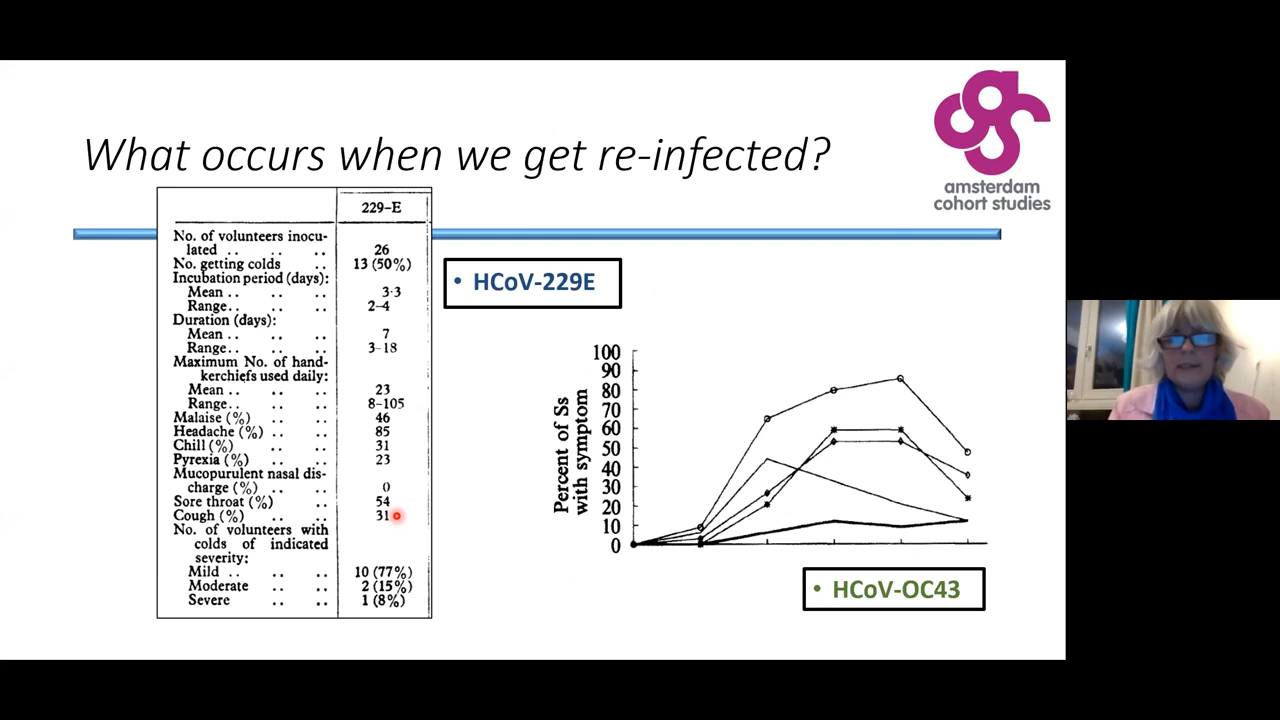 What occurs when we get re-infected?
amsterdam
cohort studies
229-E
No. of volunteers inocu-
lated .. .. .. 26
No. getting colds .. 13 (50%)
Incubation period (days):
Mean .. .. .. 3·3
Range.. .. .. 2-4
Duration (days):
Mean .. .. .. 7
Range.. .. .. 3-18
Maximum No. of hand-
kerchiefs used daily:
Mean .. .. .. 23
Range.. .. .. 8-105
Malaise (%) .. .. 46
Headache (%) .. .. 85
Chill (%) .. .. 31
Pyrexia (%) .. .. 23
Mucopurulent nasal dis-
charge (%) .. .. 0
Sore throat (%) .. .. 54
Cough (%) .. .. 31
No. of volunteers with
colds of indicated
severity:
Mild .. .. .. 10 (77%)
Moderate .. .. 2 (15%)
Severe .. .. 1 (8%)
• HCoV-229E
Percent of Ss
with symptom
100
90
80
70
60
50
40
30
20
10
0
• HCoV-OC43